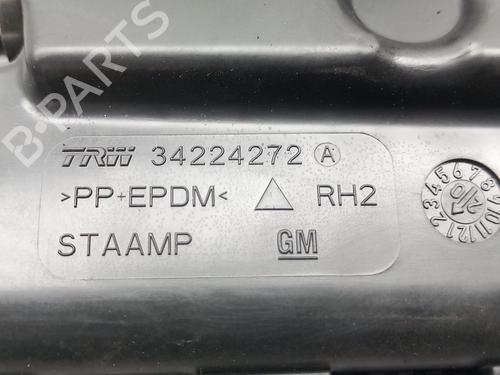 B-PARTS
TRW 34224272 A
>PP+EPDM< RH2
STAAMP GM